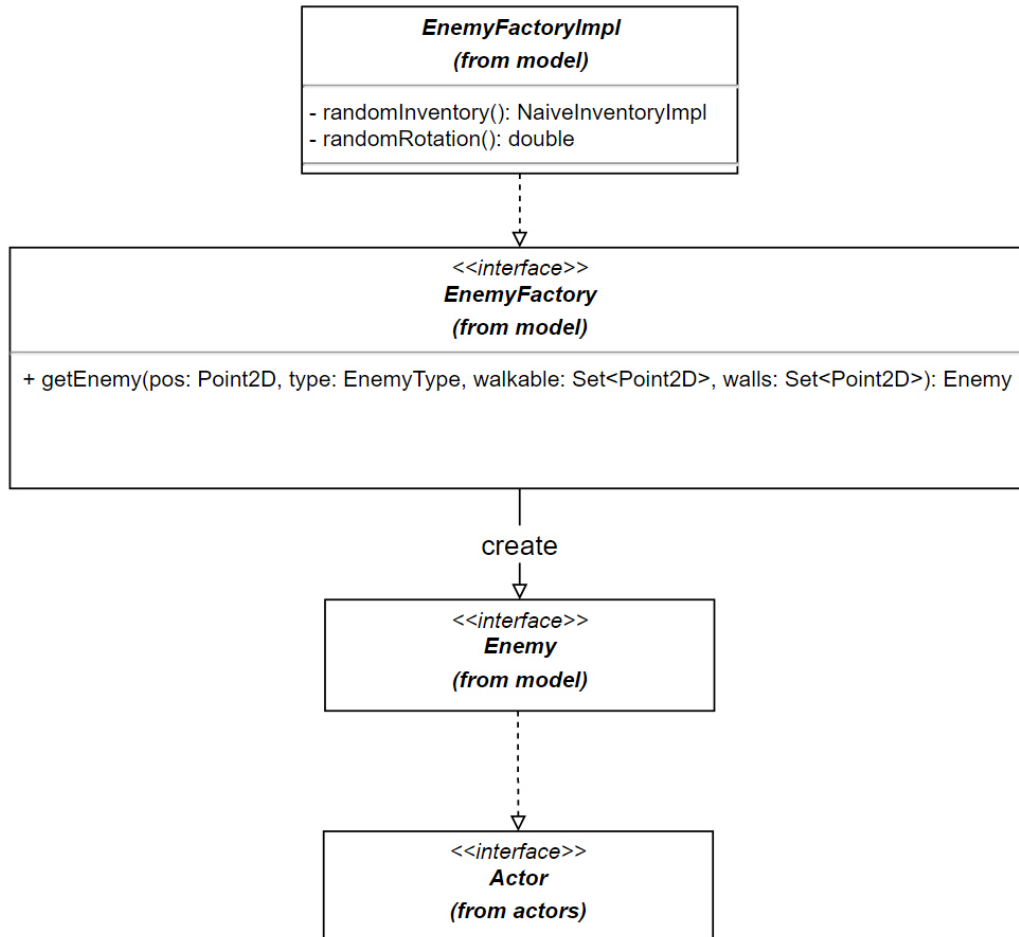 EnemyFactoryImpl
(from model)
- randomInventory(): NaiveInventoryImpl
- randomRotation(): double
<<interface>>
EnemyFactory
(from model)
+ getEnemy(pos: Point2D, type: EnemyType, walkable: Set<Point2D>, walls: Set<Point2D>): Enemy
create
<<interface>>
Enemy
(from model)
<<interface>>
Actor
(from actors)